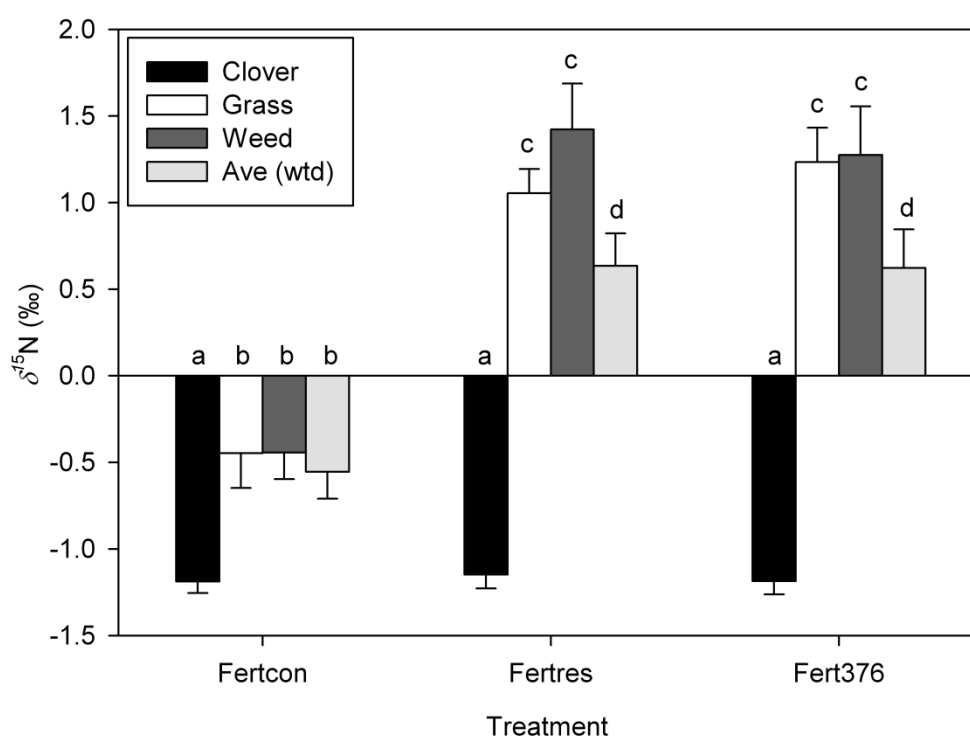 2.0
1.5
1.0
0.5
0.0
-0.5
-1.0
-1.5
δ¹⁵N (‰)
Clover
Grass
Weed
Ave (wtd)
a b b b
a c c d
a c c d
Fertcon Fertres Fert376
Treatment